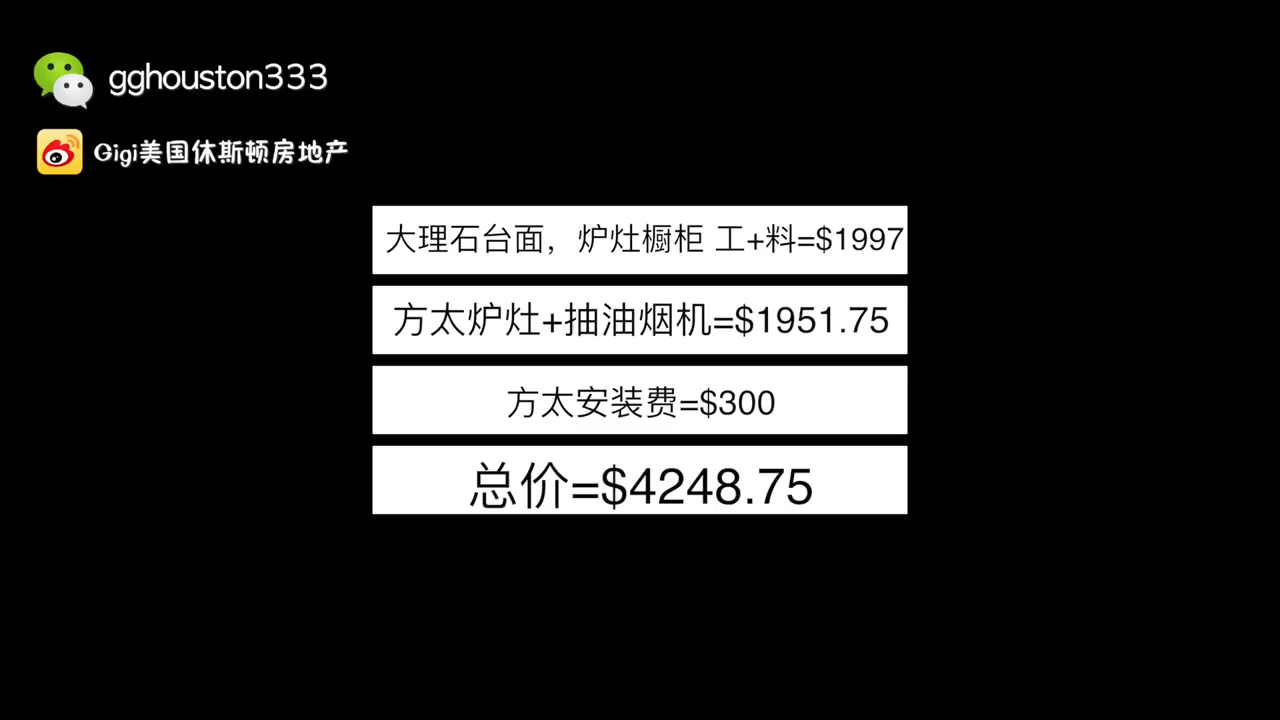 gghouston333
Gigi美国休斯顿房地产
大理石台面，炉灶橱柜 工+料=$1997
方太炉灶+抽油烟机=$1951.75
方太安装费=$300
总价=$4248.75